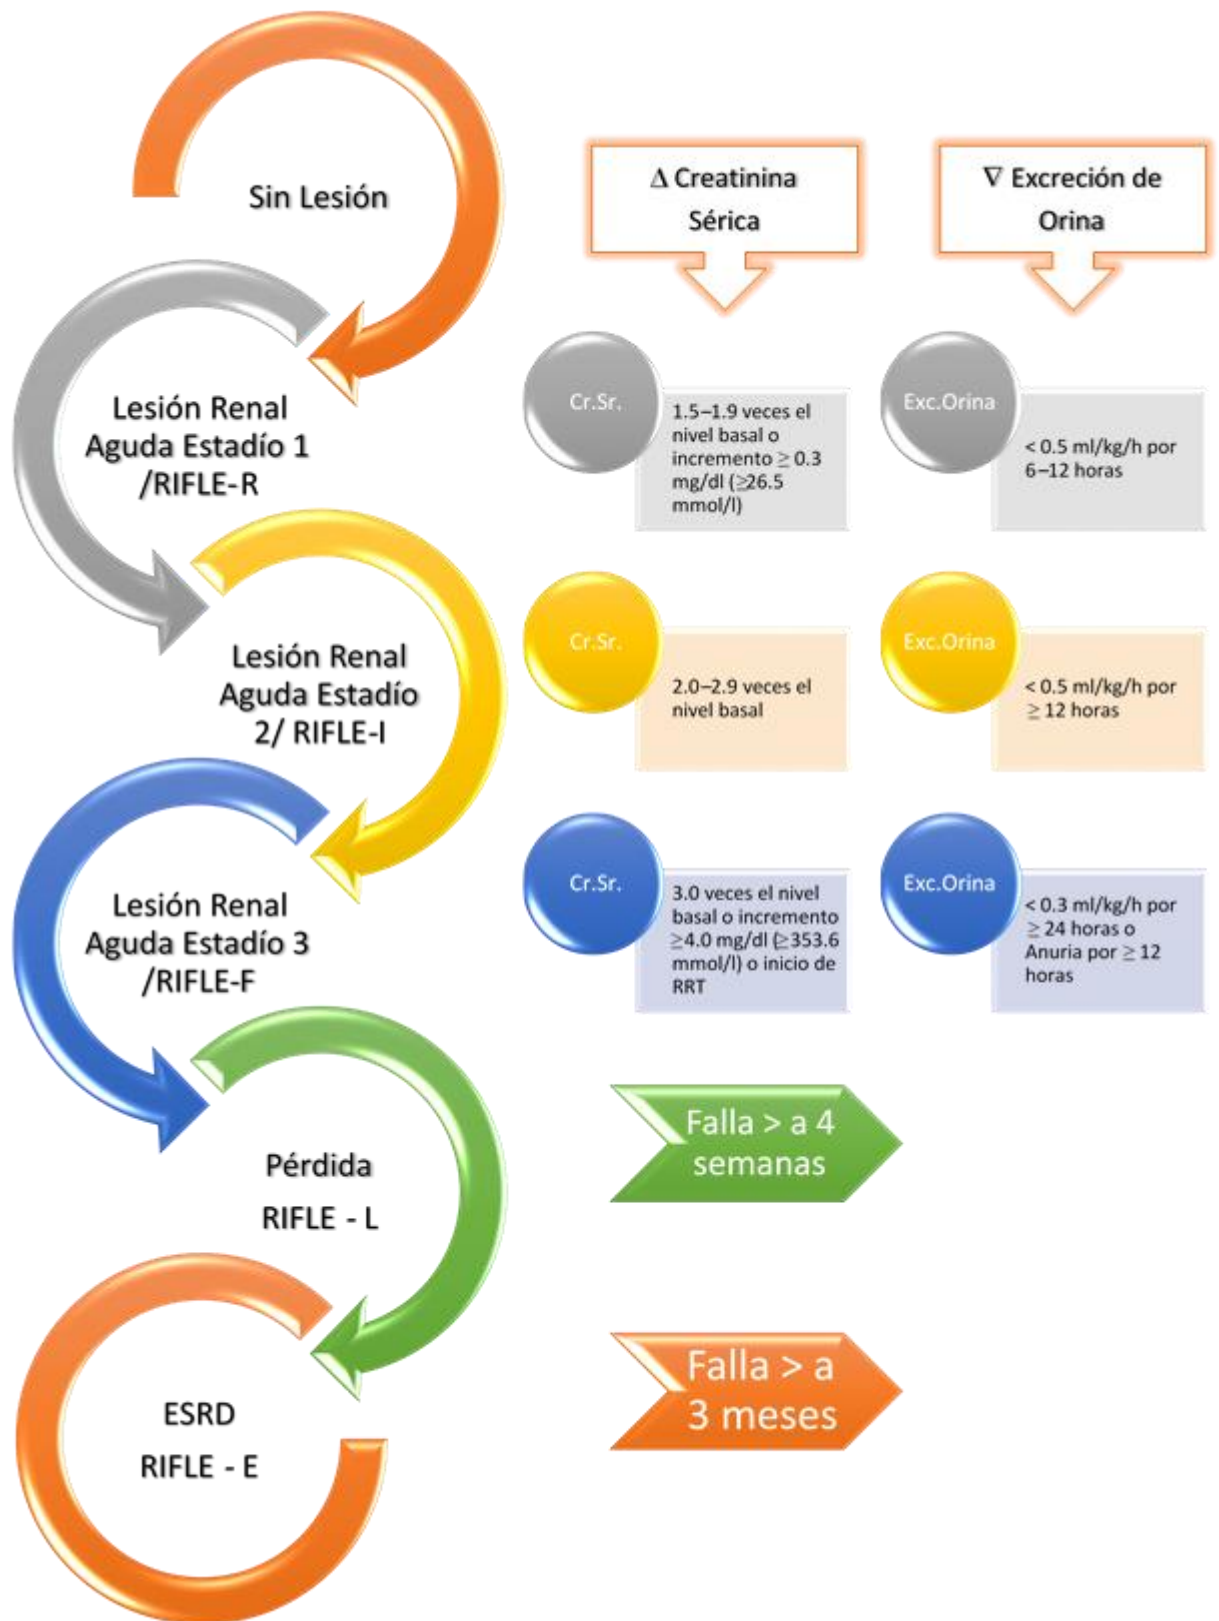 Sin Lesión
Δ Creatinina
Sérica
∇ Excreción de
Orina
Lesión Renal
Aguda Estadío 1
/RIFLE-R
Cr.Sr.
1.5–1.9 veces el
nivel basal o
incremento ≥ 0.3
mg/dl (≥26.5
mmol/l)
Exc.Orina
< 0.5 ml/kg/h por
6–12 horas
Lesión Renal
Aguda Estadío
2/ RIFLE-I
Cr.Sr.
2.0–2.9 veces el
nivel basal
Exc.Orina
< 0.5 ml/kg/h por
≥ 12 horas
Lesión Renal
Aguda Estadío 3
/RIFLE-F
Cr.Sr.
3.0 veces el nivel
basal o incremento
≥4.0 mg/dl (≥353.6
mmol/l) o inicio de
RRT
Exc.Orina
< 0.3 ml/kg/h por
≥ 24 horas o
Anuria por ≥ 12
horas
Pérdida
RIFLE - L
Falla > a 4
semanas
ESRD
RIFLE - E
Falla > a
3 meses